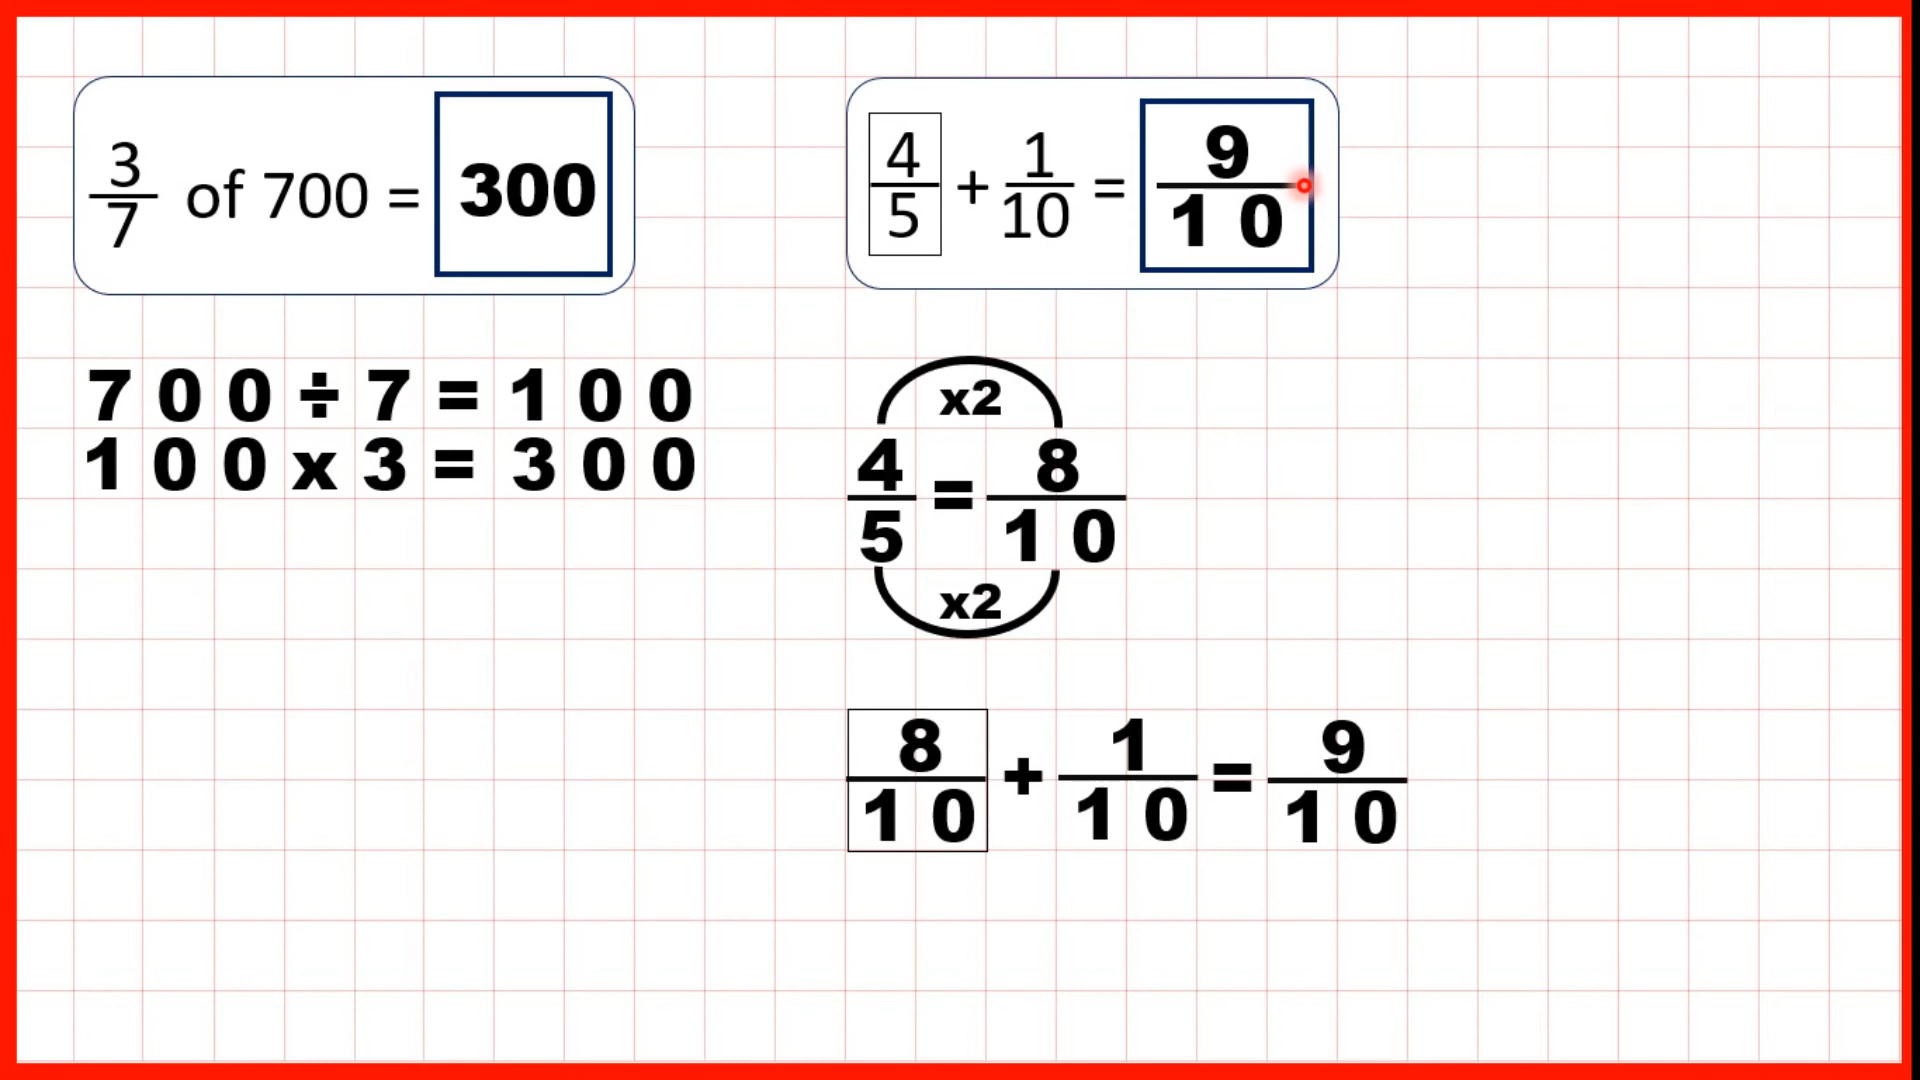 3/7 of 700 = 300
700 ÷ 7 = 100
100 x 3 = 300
4/5 + 1/10 = 9/10
x2
4/5 = 8/10
x2
8/10 + 1/10 = 9/10